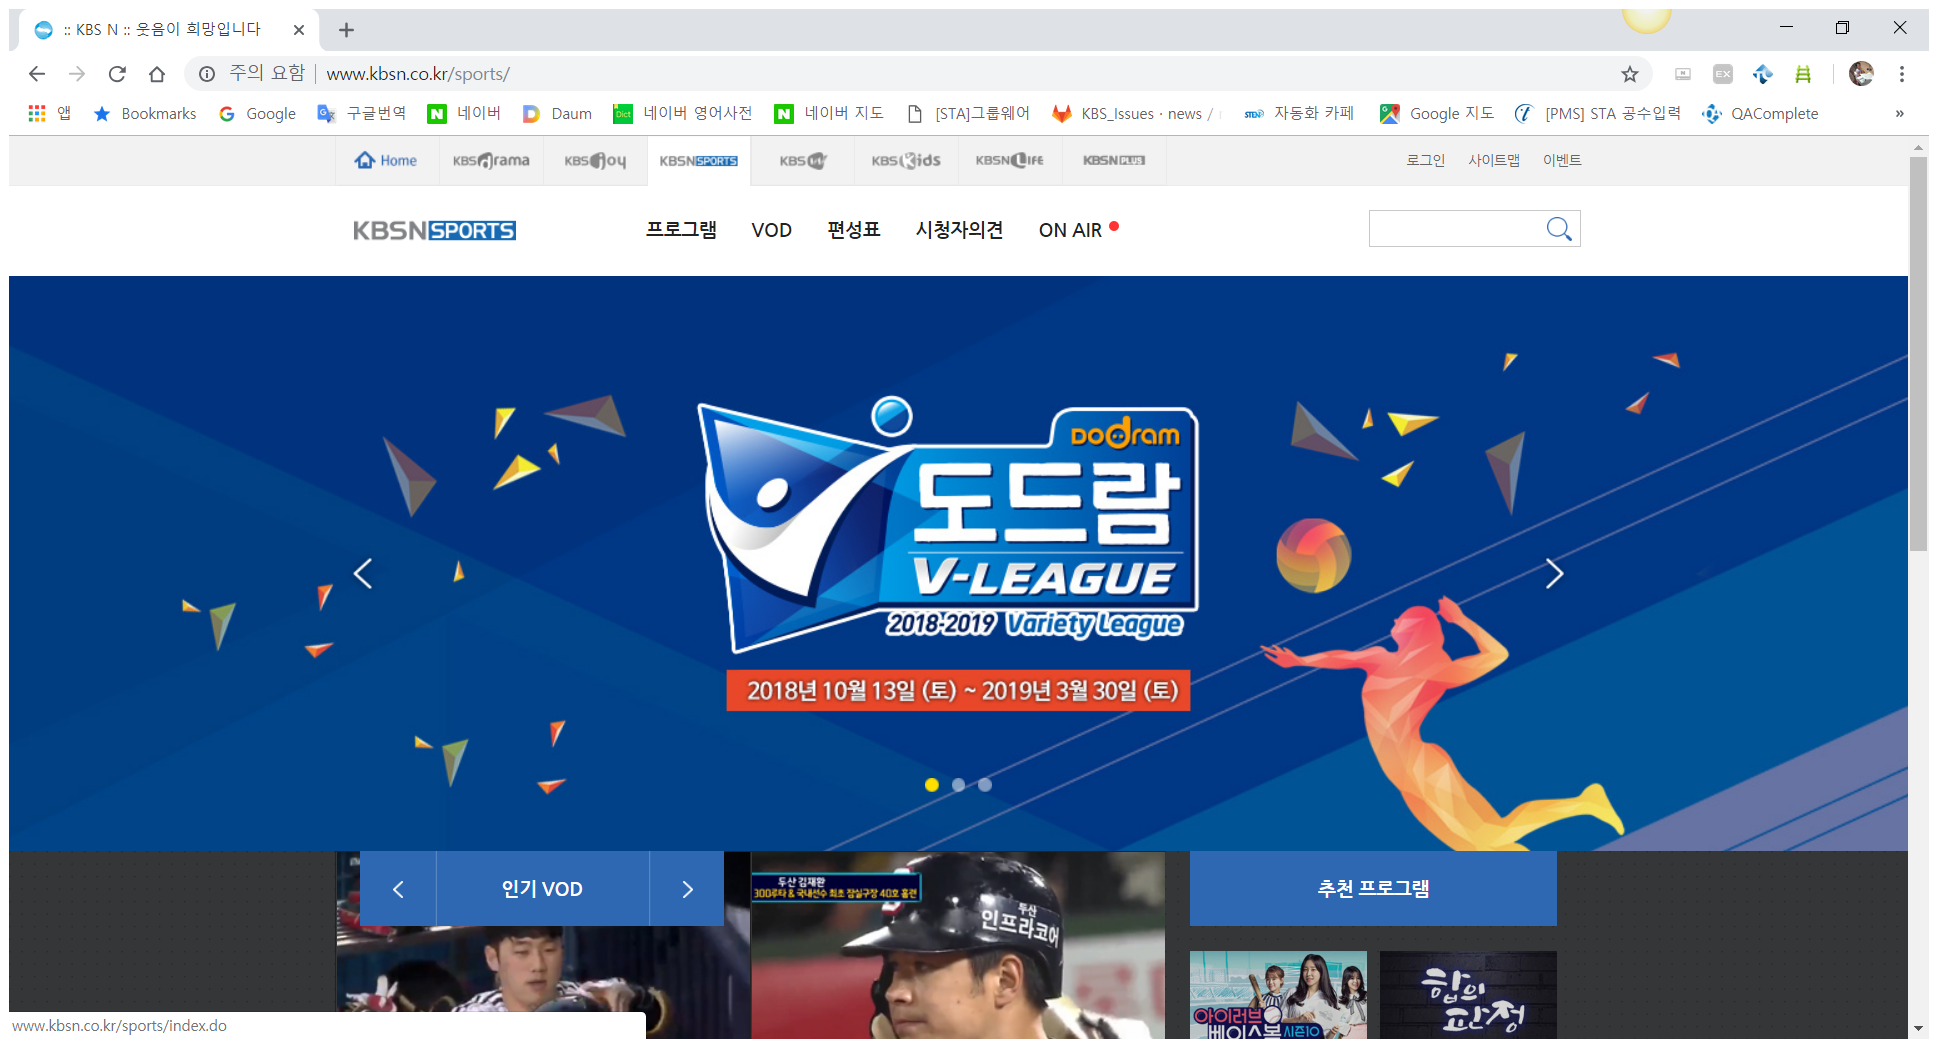 :: KBS N :: 웃음이 희망입니다
주의 요함 | www.kbsn.co.kr/sports/
앱 Bookmarks Google 구글번역 네이버 Daum 네이버 영어사전 네이버 지도 [STA]그룹웨어 KBS_Issues · news / 자동화 카페 Google 지도 [PMS] STA 공수입력 QAComplete »
Home KBS drama KBS joy KBSN SPORTS KBS KBS Kids KBSN LIFE KBSN PLUS 로그인 사이트맵 이벤트
KBSN SPORTS 프로그램 VOD 편성표 시청자의견 ON AIR
DODram
도드람
V-LEAGUE
2018-2019 Variety League
2018년 10월 13일 (토) ~ 2019년 3월 30일 (토)
인기 VOD
추천 프로그램
두산 김재환
300루타 & 국내선수 최초 잠실구장 40호 홈런
두산
인프라코어
아이러브
베이스볼 시즌10
합의
판정
www.kbsn.co.kr/sports/index.do